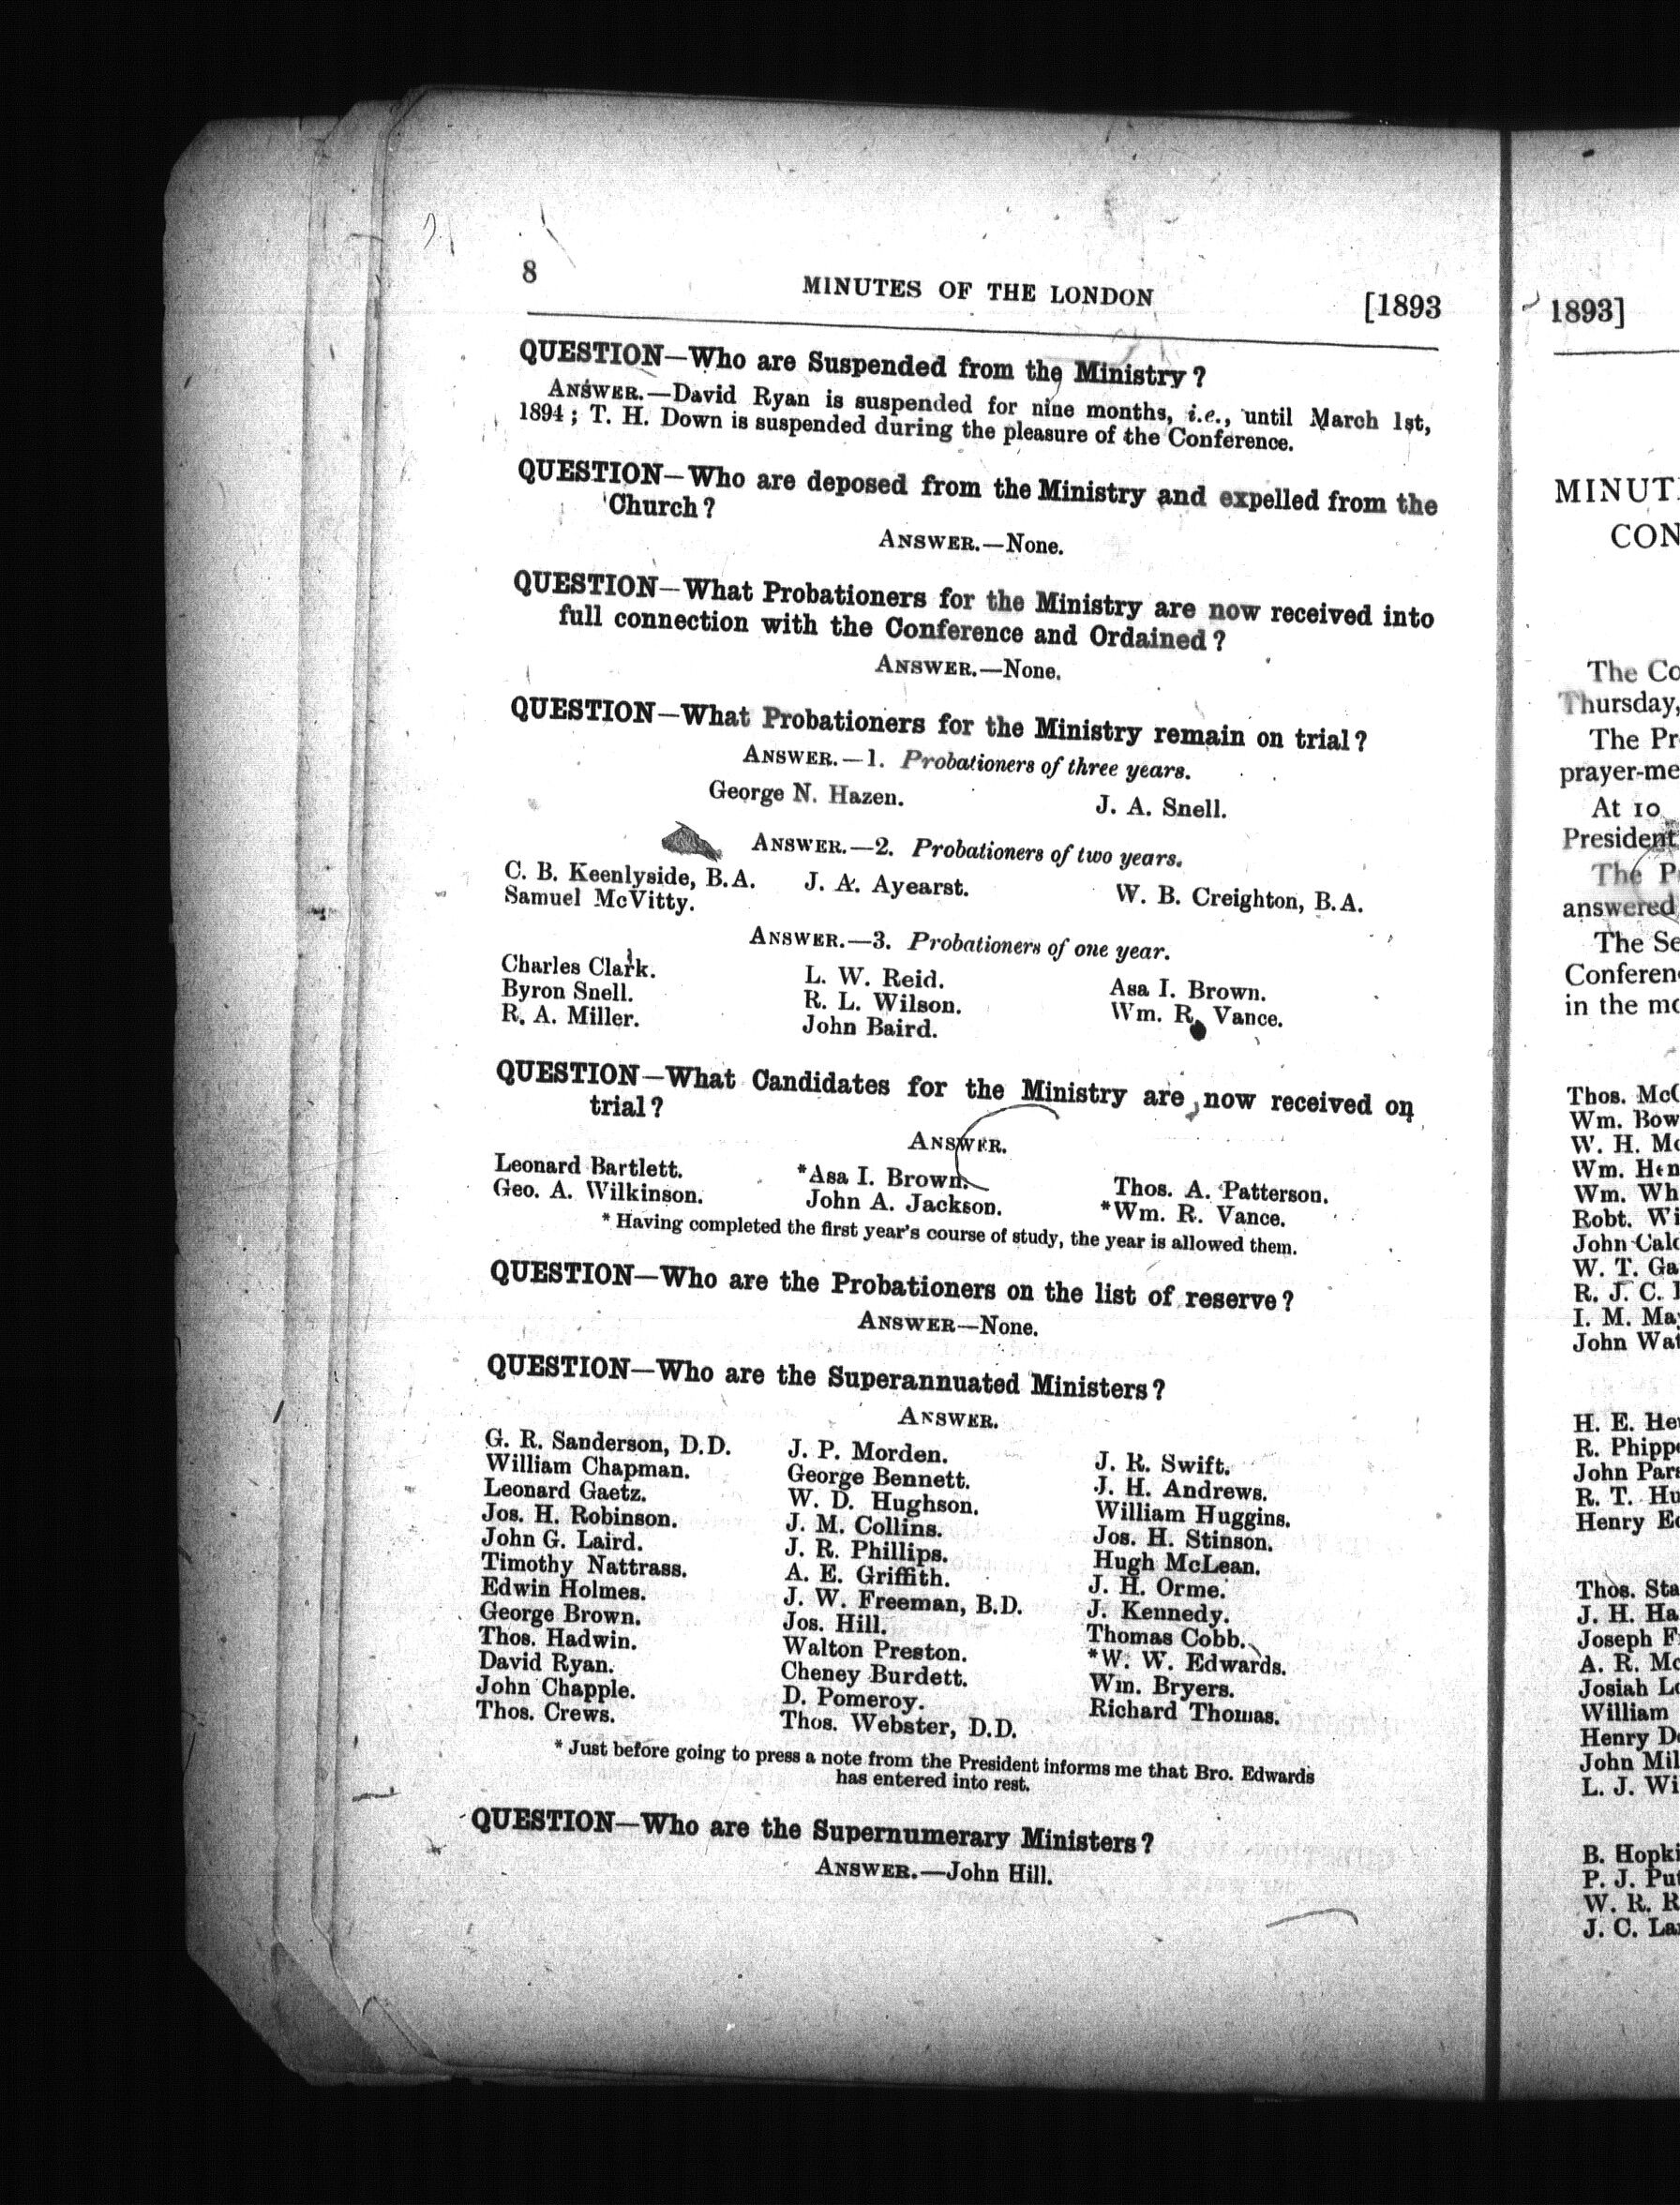 8 MINUTES OF THE LONDON [1893
QUESTION—Who are Suspended from the Ministry?
ANSWER.—David Ryan is suspended for nine months, i.e., until March 1st,
1894; T. H. Down is suspended during the pleasure of the Conference.
QUESTION—Who are deposed from the Ministry and expelled from the
Church?
ANSWER.—None.
QUESTION—What Probationers for the Ministry are now received into
full connection with the Conference and Ordained?
ANSWER.—None.
QUESTION—What Probationers for the Ministry remain on trial?
ANSWER.—1. Probationers of three years.
George N. Hazen. J. A. Snell.
ANSWER.—2. Probationers of two years.
C. B. Keenlyside, B.A. J. A. Ayearst. W. B. Creighton, B.A.
Samuel McVitty.
ANSWER.—3. Probationers of one year.
Charles Clark. L. W. Reid. Asa I. Brown.
Byron Snell. R. L. Wilson. Wm. R. Vance.
R. A. Miller. John Baird.
QUESTION—What Candidates for the Ministry are now received on
trial?
ANSWER.
Leonard Bartlett. *Asa I. Brown. Thos. A. Patterson.
Geo. A. Wilkinson. John A. Jackson. *Wm. R. Vance.
* Having completed the first year's course of study, the year is allowed them.
QUESTION—Who are the Probationers on the list of reserve?
ANSWER—None.
QUESTION—Who are the Superannuated Ministers?
ANSWER.
G. R. Sanderson, D.D. J. P. Morden. J. R. Swift.
William Chapman. George Bennett. J. H. Andrews.
Leonard Gaetz. W. D. Hughson. William Huggins.
Jos. H. Robinson. J. M. Collins. Jos. H. Stinson.
John G. Laird. J. R. Phillips. Hugh McLean.
Timothy Nattrass. A. E. Griffith. J. H. Orme.
Edwin Holmes. J. W. Freeman, B.D. J. Kennedy.
George Brown. Jos. Hill. Thomas Cobb.
Thos. Hadwin. Walton Preston. *W. W. Edwards.
David Ryan. Cheney Burdett. Wm. Bryers.
John Chapple. D. Pomeroy. Richard Thomas.
Thos. Crews. Thos. Webster, D.D.
* Just before going to press a note from the President informs me that Bro. Edwards
has entered into rest.
QUESTION—Who are the Supernumerary Ministers?
ANSWER.—John Hill.
1893]
MINUT
CON
The Co
Thursday,
The Pr
prayer-me
At 10
President
The P
answered
The Se
Conferen
in the mo
Thos. McC
Wm. Bow
W. H. Mc
Wm. Hen
Wm. Wh
Robt. Wi
John Calc
W. T. Ga
R. J. C.
I. M. Ma
John Wat
H. E. He
R. Phipp
John Pars
R. T. Hu
Henry Ed
Thos. Sta
J. H. Ha
Joseph F
A. R. Mc
Josiah Lo
William
Henry De
John Mil
L. J. Wi
B. Hopki
P. J. Put
W. R. R
J. C. La